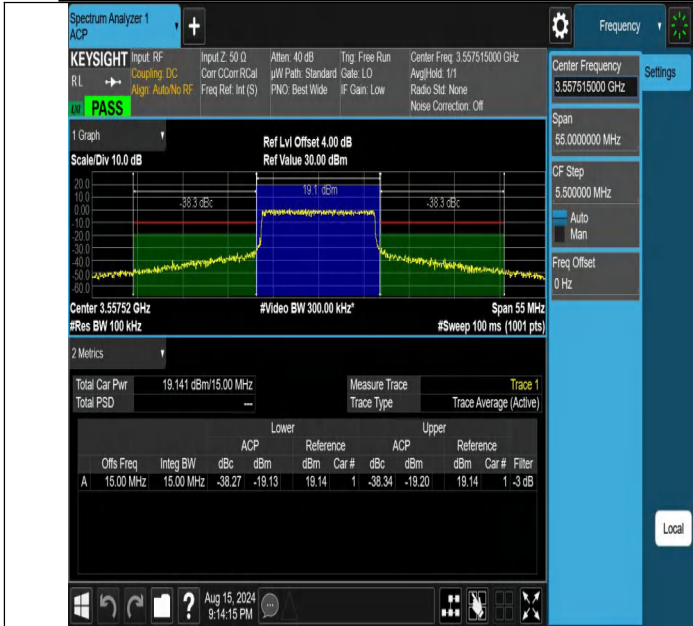 Spectrum Analyzer 1
ACP
Frequency
KEYSIGHT
RL
LXI
PASS
Input: RF
Coupling: DC
Align: Auto/No RF
Input Z: 50 Ω
Corr CCorr RCal
Freq Ref: Int (S)
Atten: 40 dB
µW Path: Standard
PNO: Best Wide
Trig: Free Run
Gate: LO
IF Gain: Low
Center Freq: 3.557515000 GHz
Avg|Hold: 1/1
Radio Std: None
Noise Correction: Off
Center Frequency
3.557515000 GHz
Settings
Span
55.0000000 MHz
CF Step
5.500000 MHz
Auto
Man
Freq Offset
0 Hz
Local
1 Graph
Scale/Div 10.0 dB
Ref Lvl Offset 4.00 dB
Ref Value 30.00 dBm
20.0
10.0
0.00
-10.0
-20.0
-30.0
-40.0
-50.0
-60.0
-38.3 dBc
19.1 dBm
-38.3 dBc
Center 3.55752 GHz
#Video BW 300.00 kHz*
Span 55 MHz
#Res BW 100 kHz
#Sweep 100 ms (1001 pts)
2 Metrics
Total Car Pwr 19.141 dBm/15.00 MHz
Total PSD ---
Measure Trace Trace 1
Trace Type Trace Average (Active)
Lower Upper
ACP Reference ACP Reference
Offs Freq Integ BW dBc dBm dBm Car # dBc dBm dBm Car # Filter
A 15.00 MHz 15.00 MHz -38.27 -19.13 19.14 1 -38.34 -19.20 19.14 1 -3 dB
?
Aug 15, 2024
9:14:15 PM